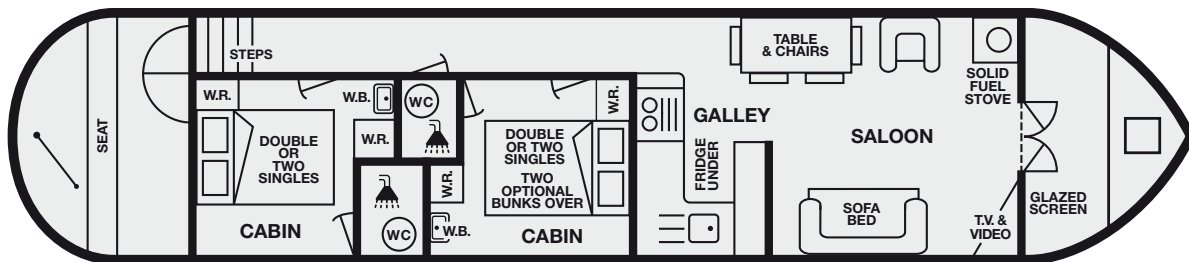 SEAT
STEPS
W.R.
DOUBLE
OR
TWO
SINGLES
CABIN
W.B.
W.R.
WC
WC
W.R.
W.B.
W.R.
DOUBLE
OR TWO
SINGLES
TWO
OPTIONAL
BUNKS OVER
CABIN
GALLEY
FRIDGE
UNDER
TABLE
& CHAIRS
SALOON
SOFA
BED
SOLID
FUEL
STOVE
T.V. &
VIDEO
GLAZED
SCREEN